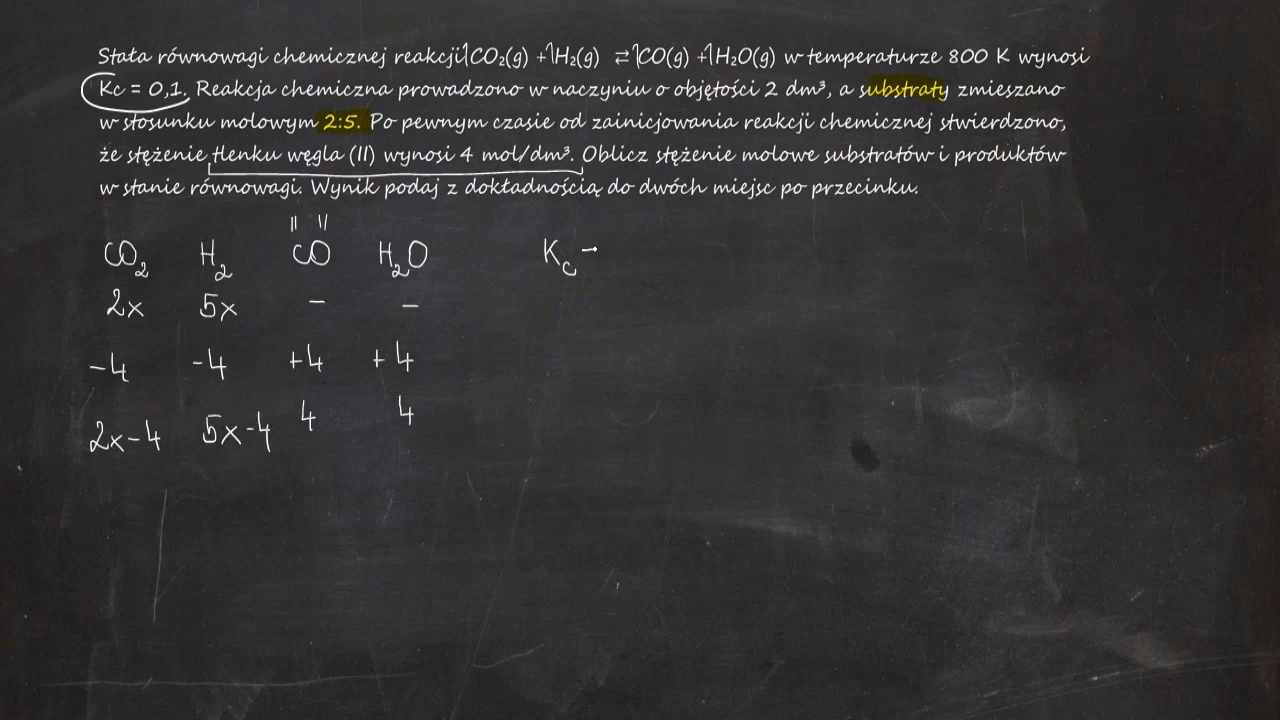 Stała równowagi chemicznej reakcji 1CO₂(g) + 1H₂(g) ⇄ 1CO(g) + 1H₂O(g) w temperaturze 800 K wynosi
Kc = 0,1. Reakcja chemiczna prowadzono w naczyniu o objętości 2 dm³, a substraty zmieszano
w stosunku molowym 2:5. Po pewnym czasie od zainicjowania reakcji chemicznej stwierdzono,
że stężenie tlenku węgla (II) wynosi 4 mol/dm³. Oblicz stężenie molowe substratów i produktów
w stanie równowagi. Wynik podaj z dokładnością do dwóch miejsc po przecinku.
CO₂ H₂ CO H₂O Kc -
2x 5x - -
-4 -4 +4 +4
2x-4 5x-4 4 4